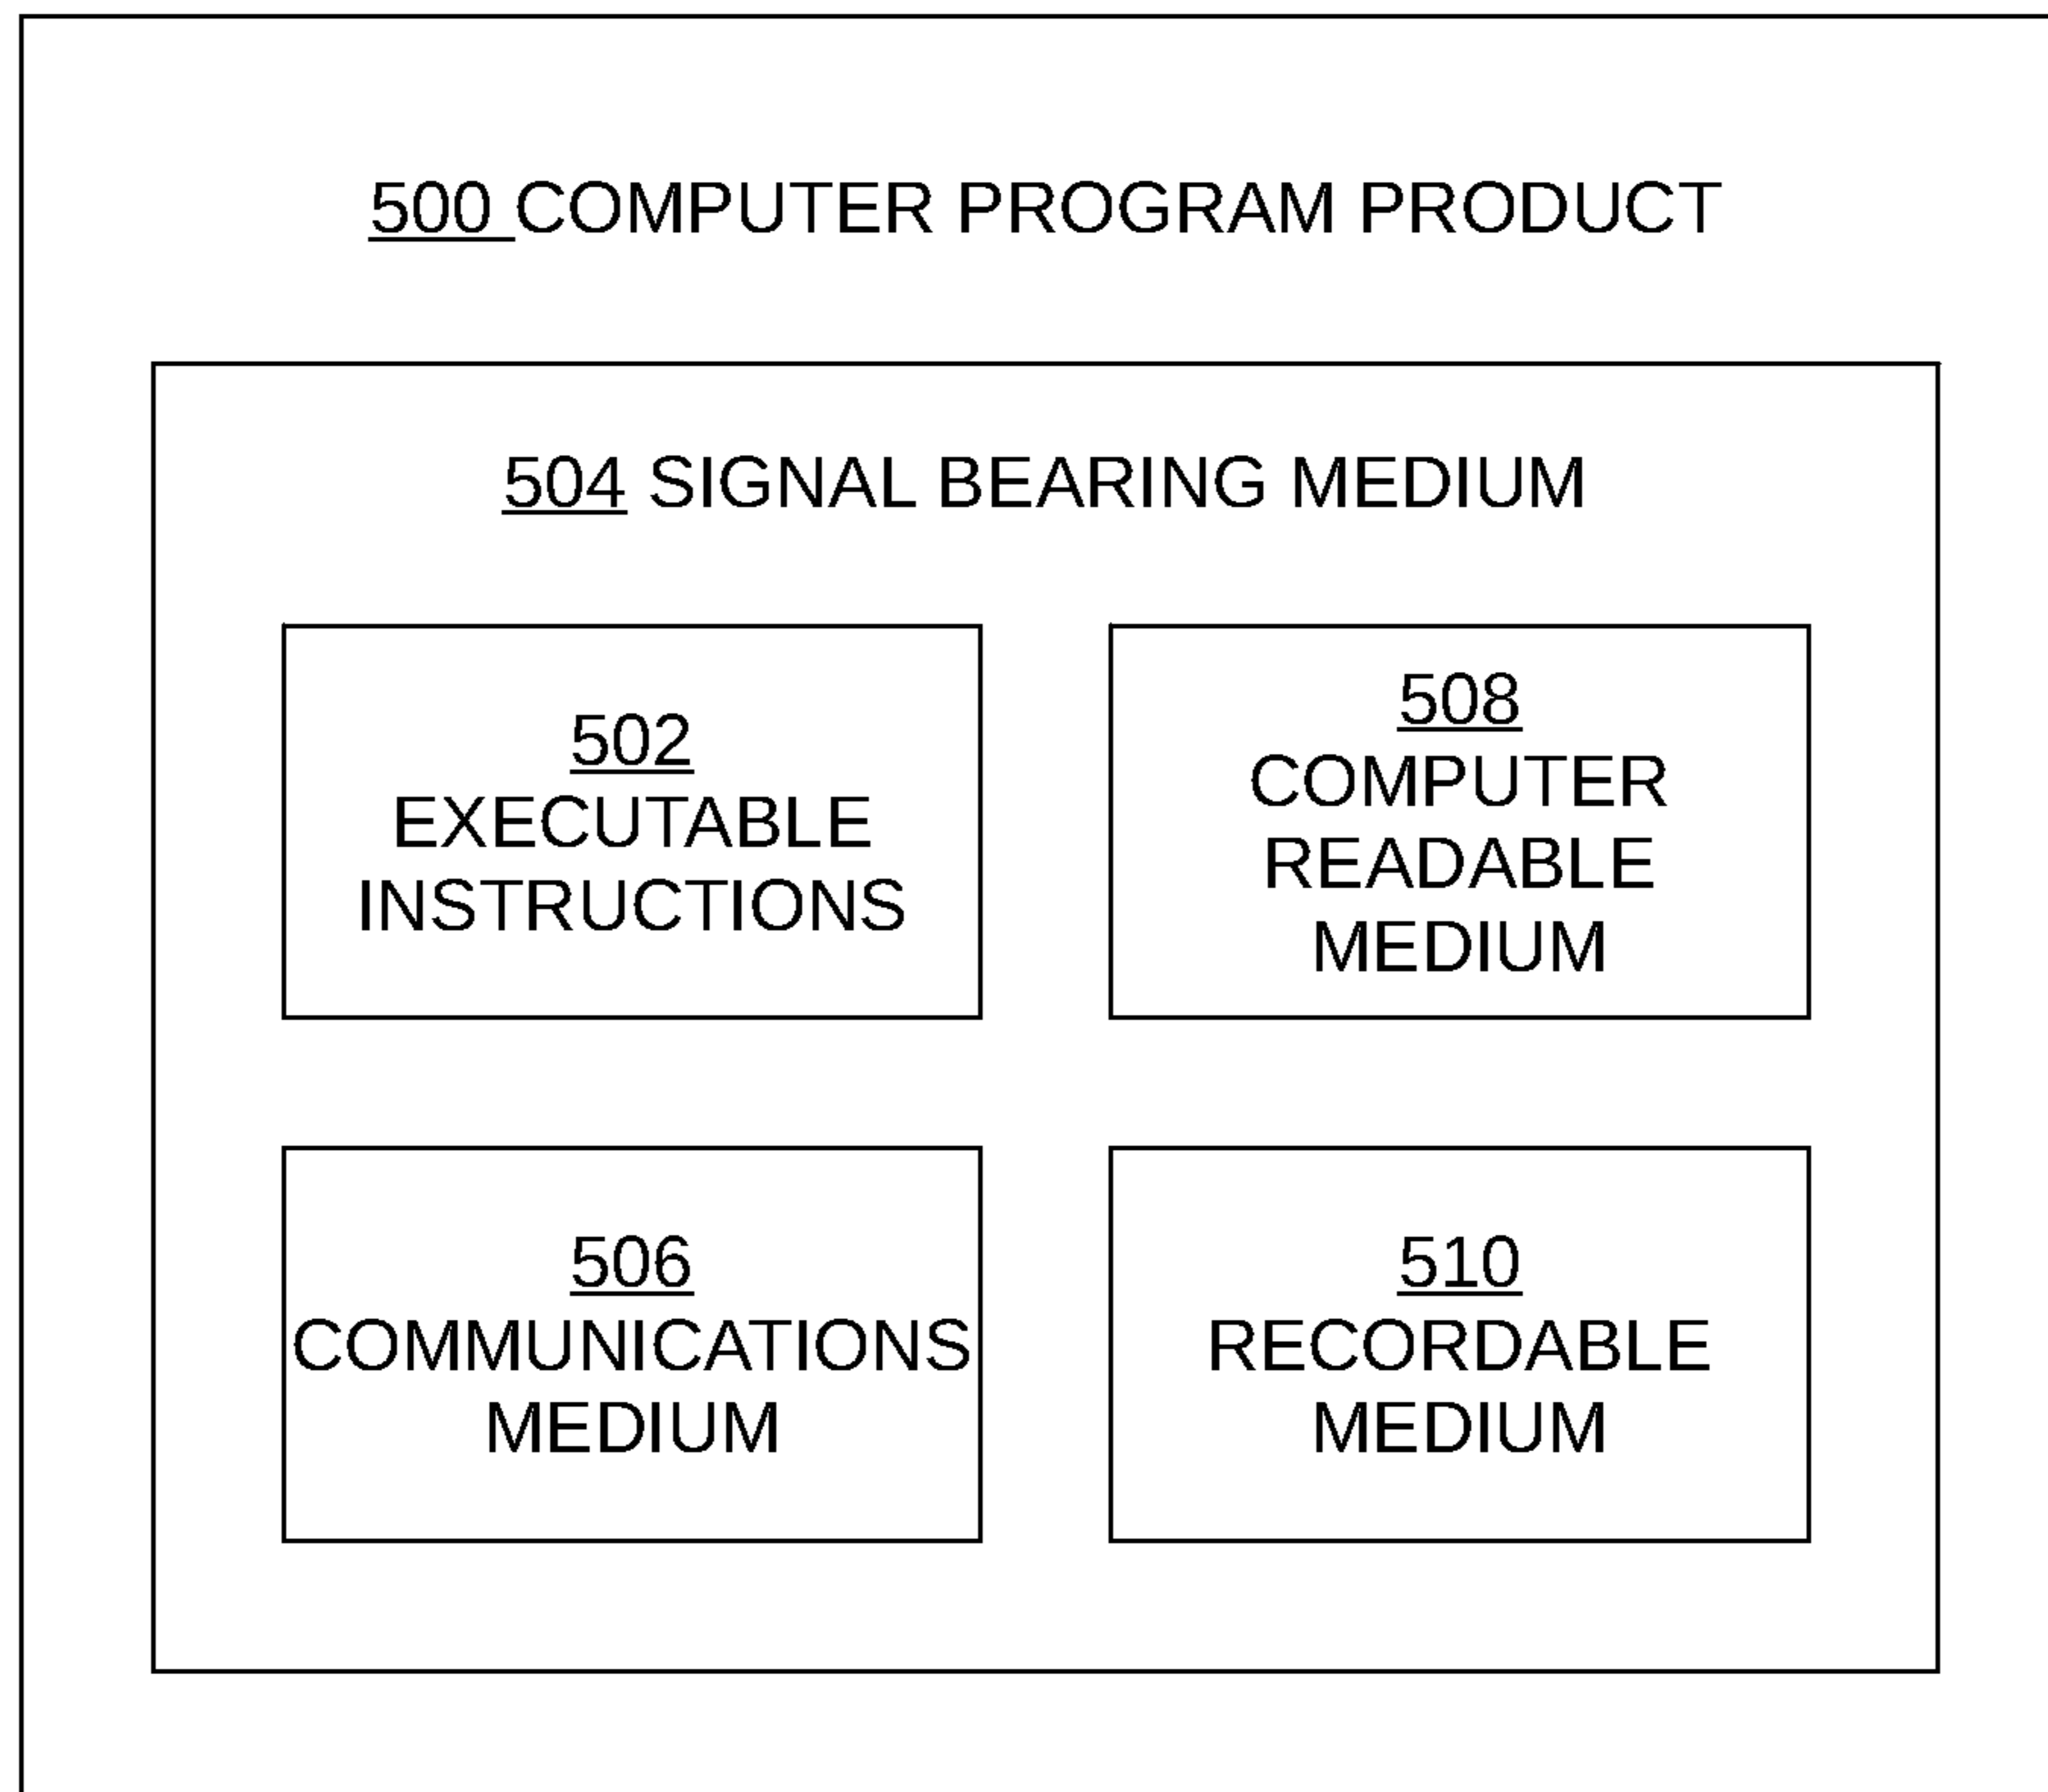 500 COMPUTER PROGRAM PRODUCT
504 SIGNAL BEARING MEDIUM
502
EXECUTABLE
INSTRUCTIONS
508
COMPUTER
READABLE
MEDIUM
506
COMMUNICATIONS
MEDIUM
510
RECORDABLE
MEDIUM